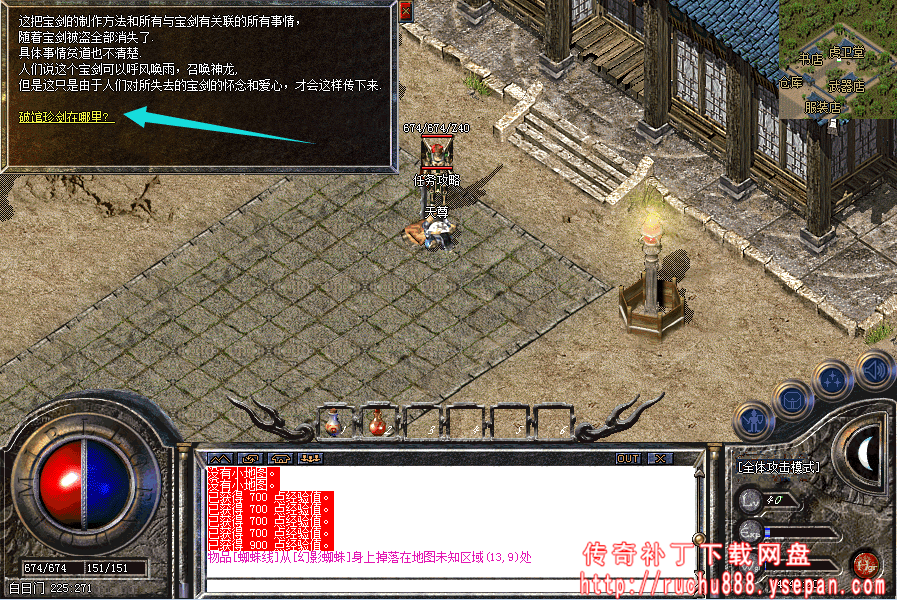 这把宝剑的制作方法和所有与宝剑有关联的所有事情，
随着宝剑被盗全部消失了.
具体事情贫道也不清楚
人们说这个宝剑可以呼风唤雨，召唤神龙,
但是这只是由于人们对所失去的宝剑的怀念和爱心，才会这样传下来.
破馆珍剑在哪里?
书店
虎卫堂
仓库
武器店
服装店
674/674/Z40
任务攻略
天尊
OUT
没有小地图。
没有小地图。
已获得 700 点经验值。
已获得 700 点经验值。
已获得 700 点经验值。
已获得 700 点经验值。
已获得 900 点经验值。
物品[蜘蛛线]从[幻影蜘蛛]身上掉落在地图未知区域(13,9)处
[全体攻击模式]
Lv 40
Exp
674/674 151/151
白日门 225:271
传奇补丁下载网盘
http://ruchu888.ysepan.com